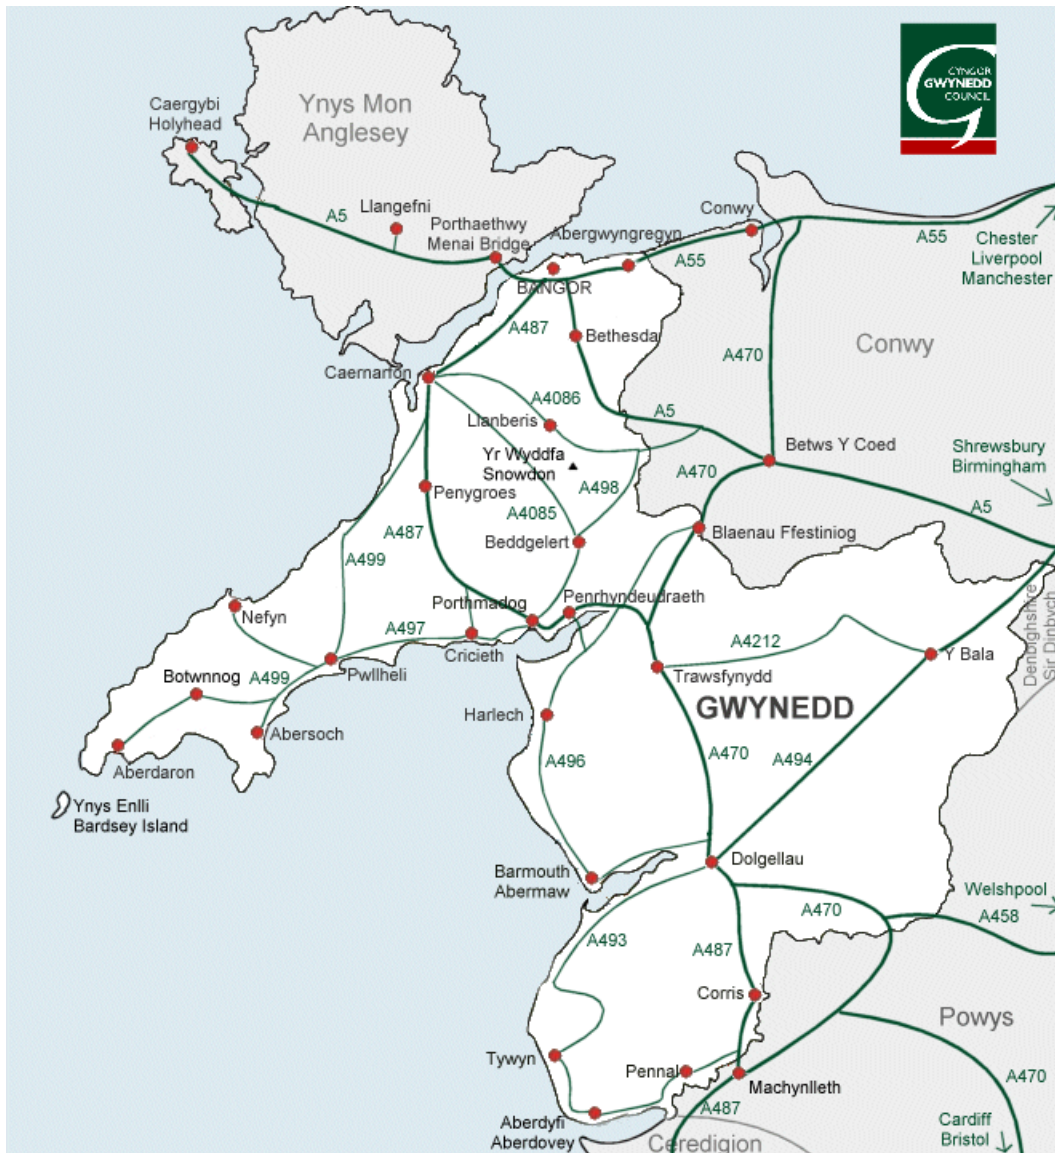 CYNGOR
GWYNEDD
COUNCIL
Ynys Mon
Anglesey
Caergybi
Holyhead
A5
Llangefni
Porthaethwy
Menai Bridge
Abergwyngregyn
Conwy
A55
A55
Chester
Liverpool
Manchester
BANGOR
A487
Bethesda
A470
Conwy
Caernarfon
A4086
Llanberis
A5
Betws Y Coed
Shrewsbury
Birmingham
Yr Wyddfa
Snowdon
A498
A470
A5
Penygroes
A4085
A487
Beddgelert
Blaenau Ffestiniog
A499
Nefyn
Porthmadog
Penrhyndeudraeth
A497
Cricieth
A4212
Y Bala
Denbighshire
Sir Dinbych
Botwnnog
A499
Pwllheli
Trawsfynydd
GWYNEDD
Harlech
Abersoch
Aberdaron
A470
A494
A496
Ynys Enlli
Bardsey Island
Barmouth
Abermaw
Dolgellau
Welshpool
A458
A470
A493
A487
Corris
Powys
Tywyn
Pennal
Machynlleth
A470
A487
Aberdyfi
Aberdovey
Ceredigion
Cardiff
Bristol